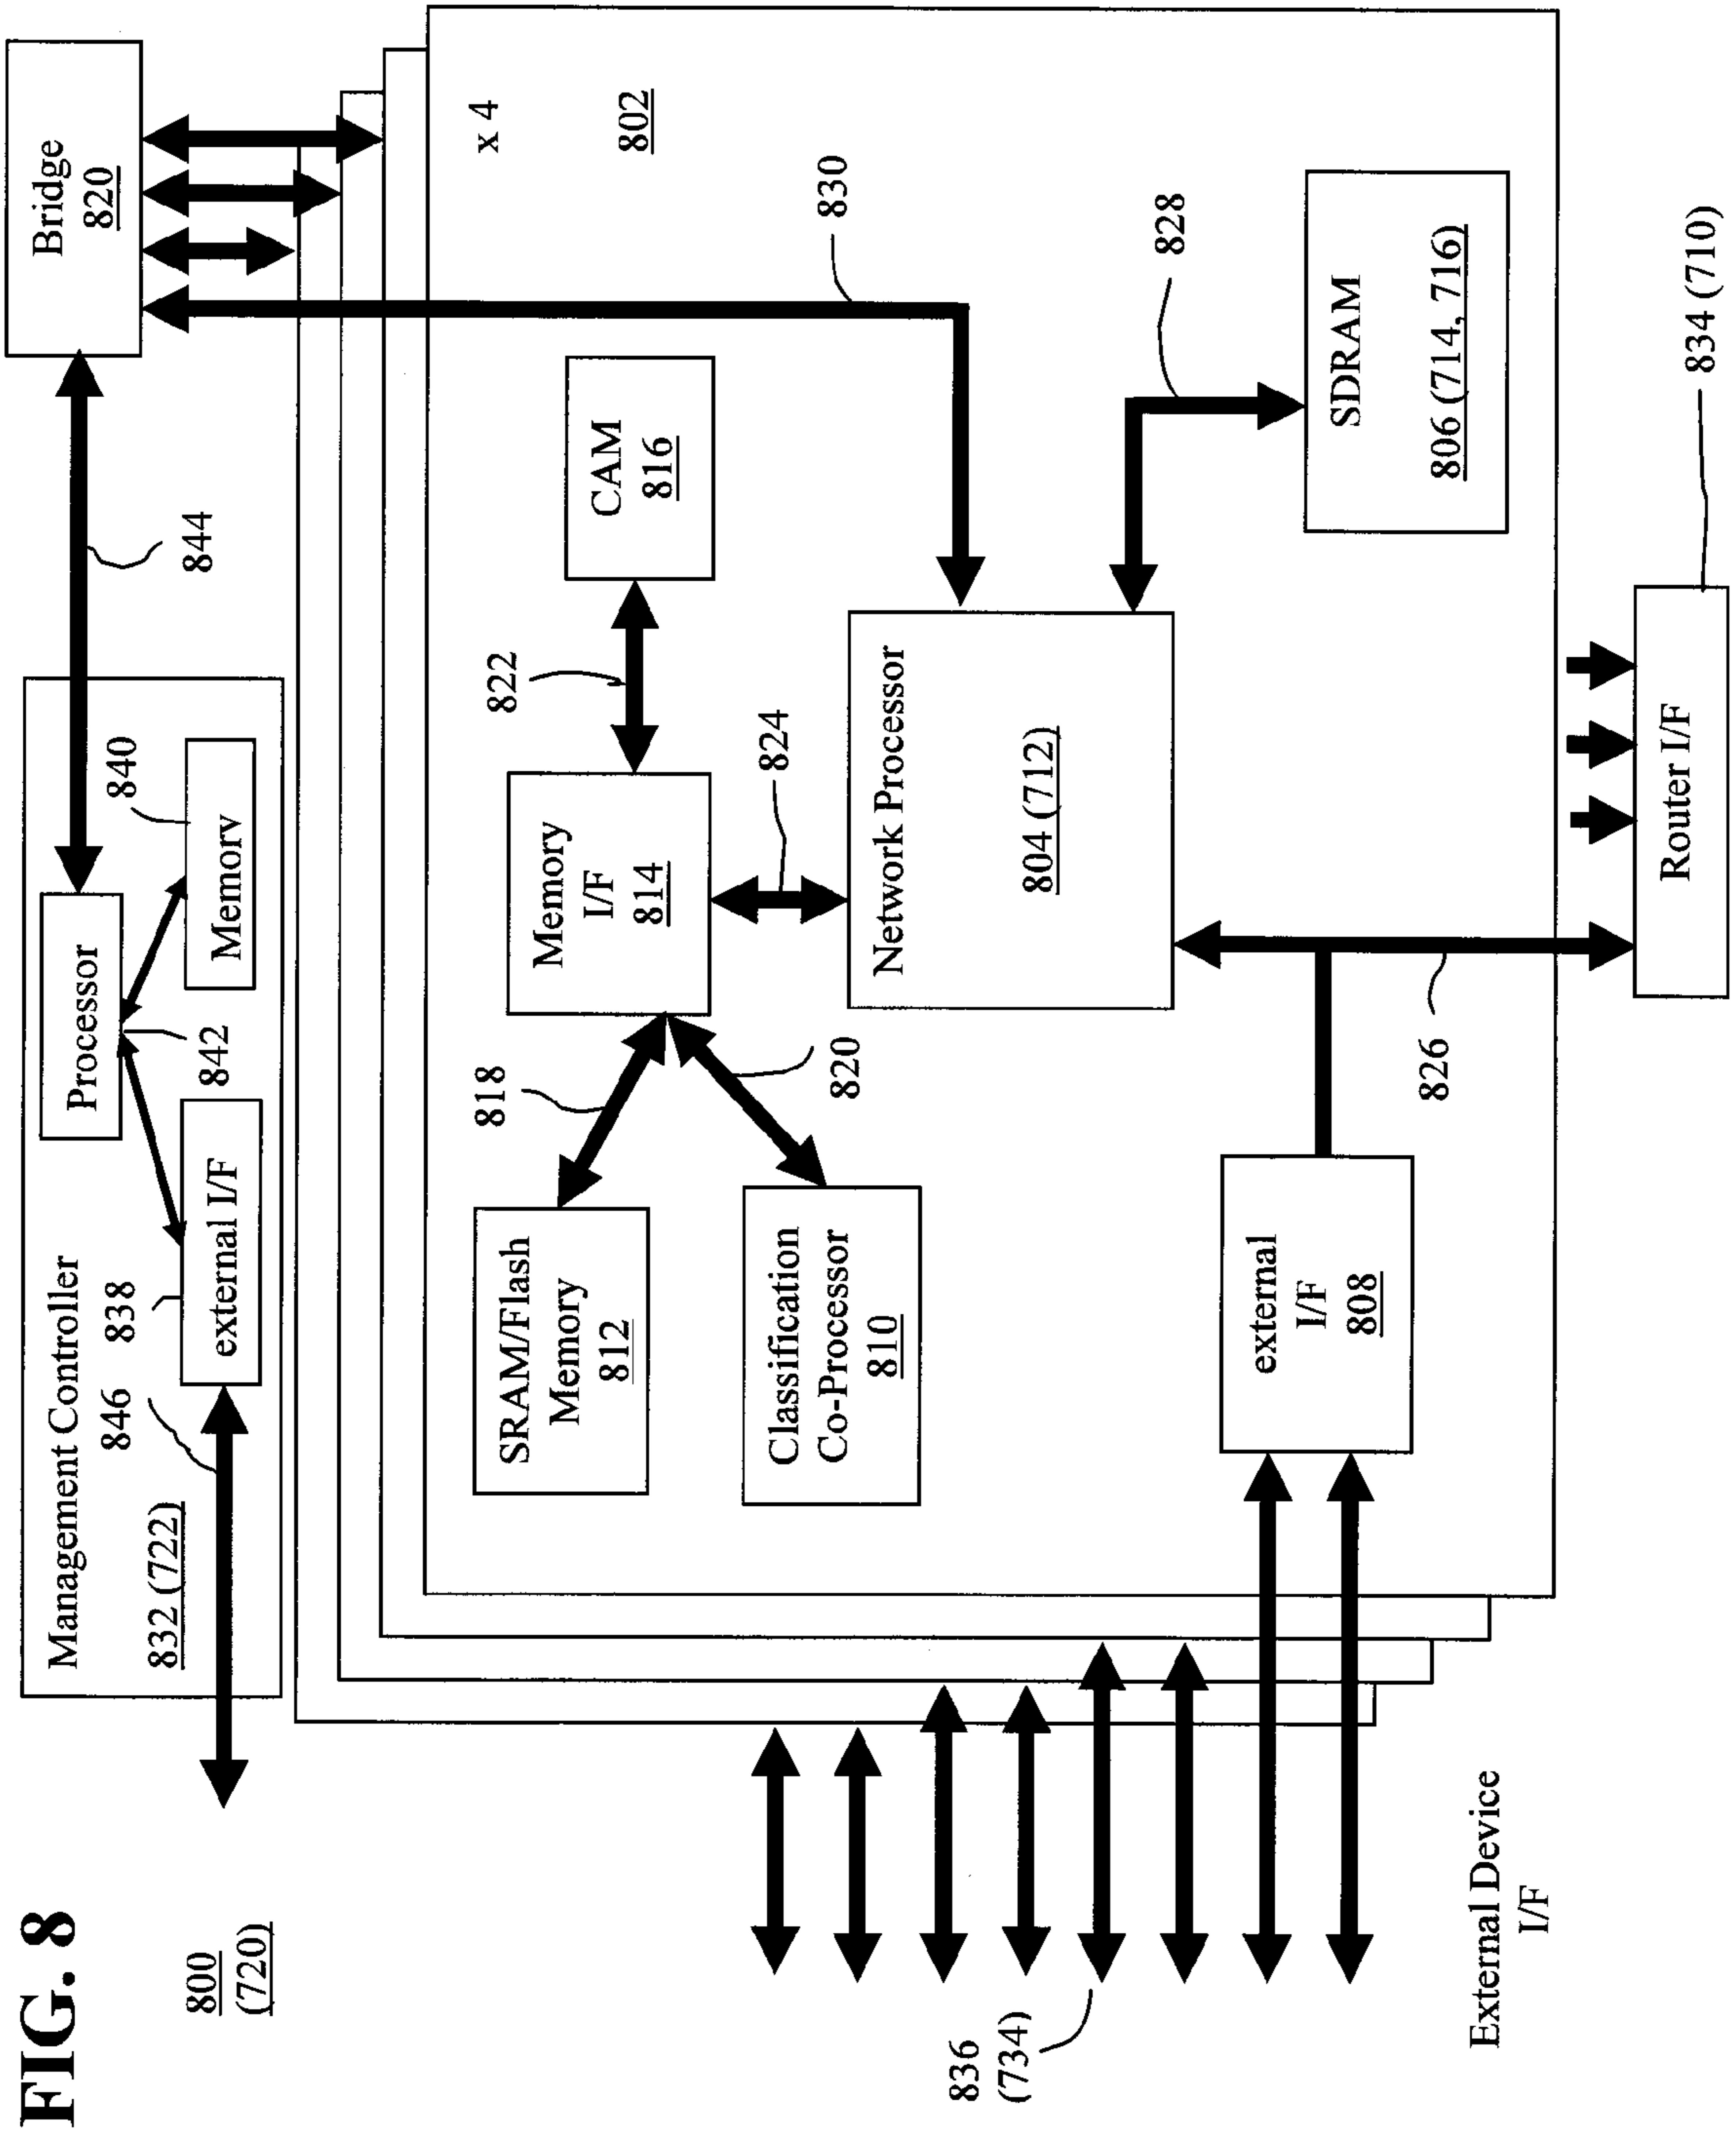 FIG. 8
800
(720)
Management Controller
832 (722)
846
838
external I/F
842
Processor
840
Memory
844
Bridge
820
x 4
802
830
SRAM/Flash
Memory
812
818
Memory
I/F
814
822
CAM
816
824
820
Classification
Co-Processor
810
Network Processor
804 (712)
828
SDRAM
806 (714, 716)
external
I/F
808
826
836
(734)
External Device
I/F
Router I/F
834 (710)